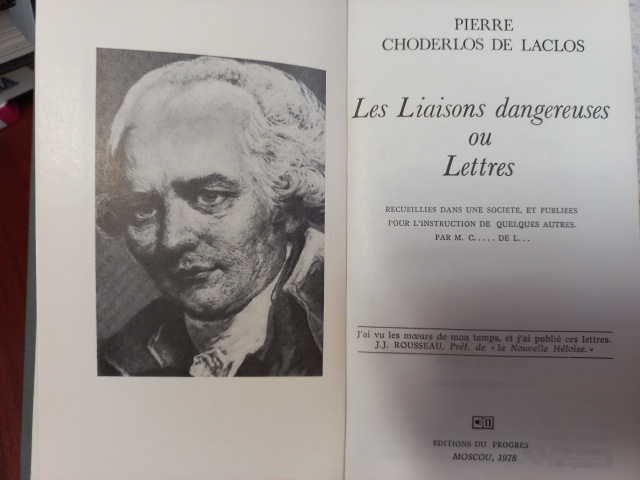 PIERRE
CHODERLOS DE LACLOS
Les Liaisons dangereuses
ou
Lettres
RECUEILLIES DANS UNE SOCIETE, ET PUBLIEES
POUR L'INSTRUCTION DE QUELQUES AUTRES.
PAR M. C..... DE L...
J'ai vu les mœurs de mon temps, et j'ai publié ces lettres.
J.J. ROUSSEAU, Préf. de «la Nouvelle Héloïse.»
EDITIONS DU PROGRES
MOSCOU, 1978